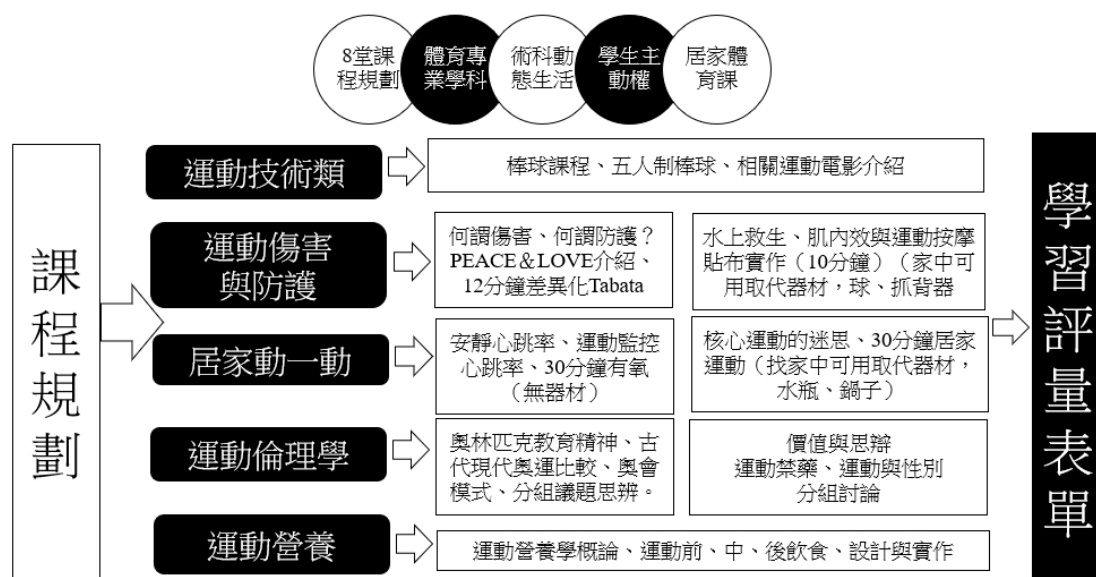 8堂課
程規劃
體育專
業學科
術科動
態生活
學生主
動權
居家體
育課
課程規劃
運動技術類
棒球課程、五人制棒球、相關運動電影介紹
運動傷害
與防護
何謂傷害、何謂防護？
PEACE＆LOVE介紹、
12分鐘差異化Tabata
水上救生、肌內效與運動按摩
貼布實作（10分鐘）（家中可
用取代器材，球、抓背器
居家動一動
安靜心跳率、運動監控
心跳率、30分鐘有氧
（無器材）
核心運動的迷思、30分鐘居家
運動（找家中可用取代器材，
水瓶、鍋子）
運動倫理學
奧林匹克教育精神、古
代現代奧運比較、奧會
模式、分組議題思辨。
價值與思辯
運動禁藥、運動與性別
分組討論
運動營養
運動營養學概論、運動前、中、後飲食、設計與實作
學習評量表單